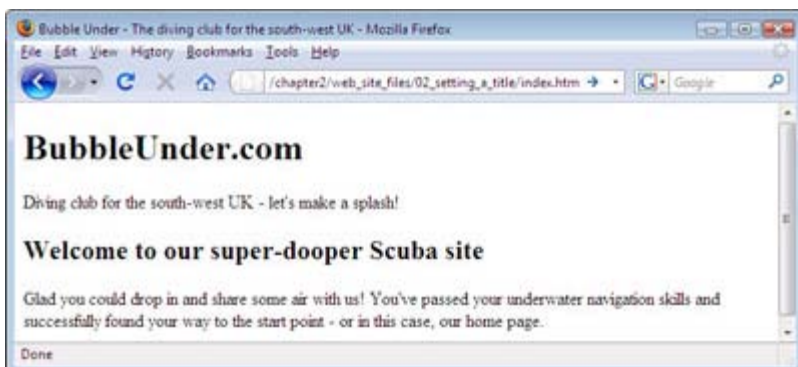 Bubble Under - The diving club for the south-west UK - Mozilla Firefox
File Edit View History Bookmarks Tools Help
/chapter2/web_site_files/02_setting_a_title/index.htm Google
BubbleUnder.com
Diving club for the south-west UK - let's make a splash!
Welcome to our super-dooper Scuba site
Glad you could drop in and share some air with us! You've passed your underwater navigation skills and
successfully found your way to the start point - or in this case, our home page.
Done